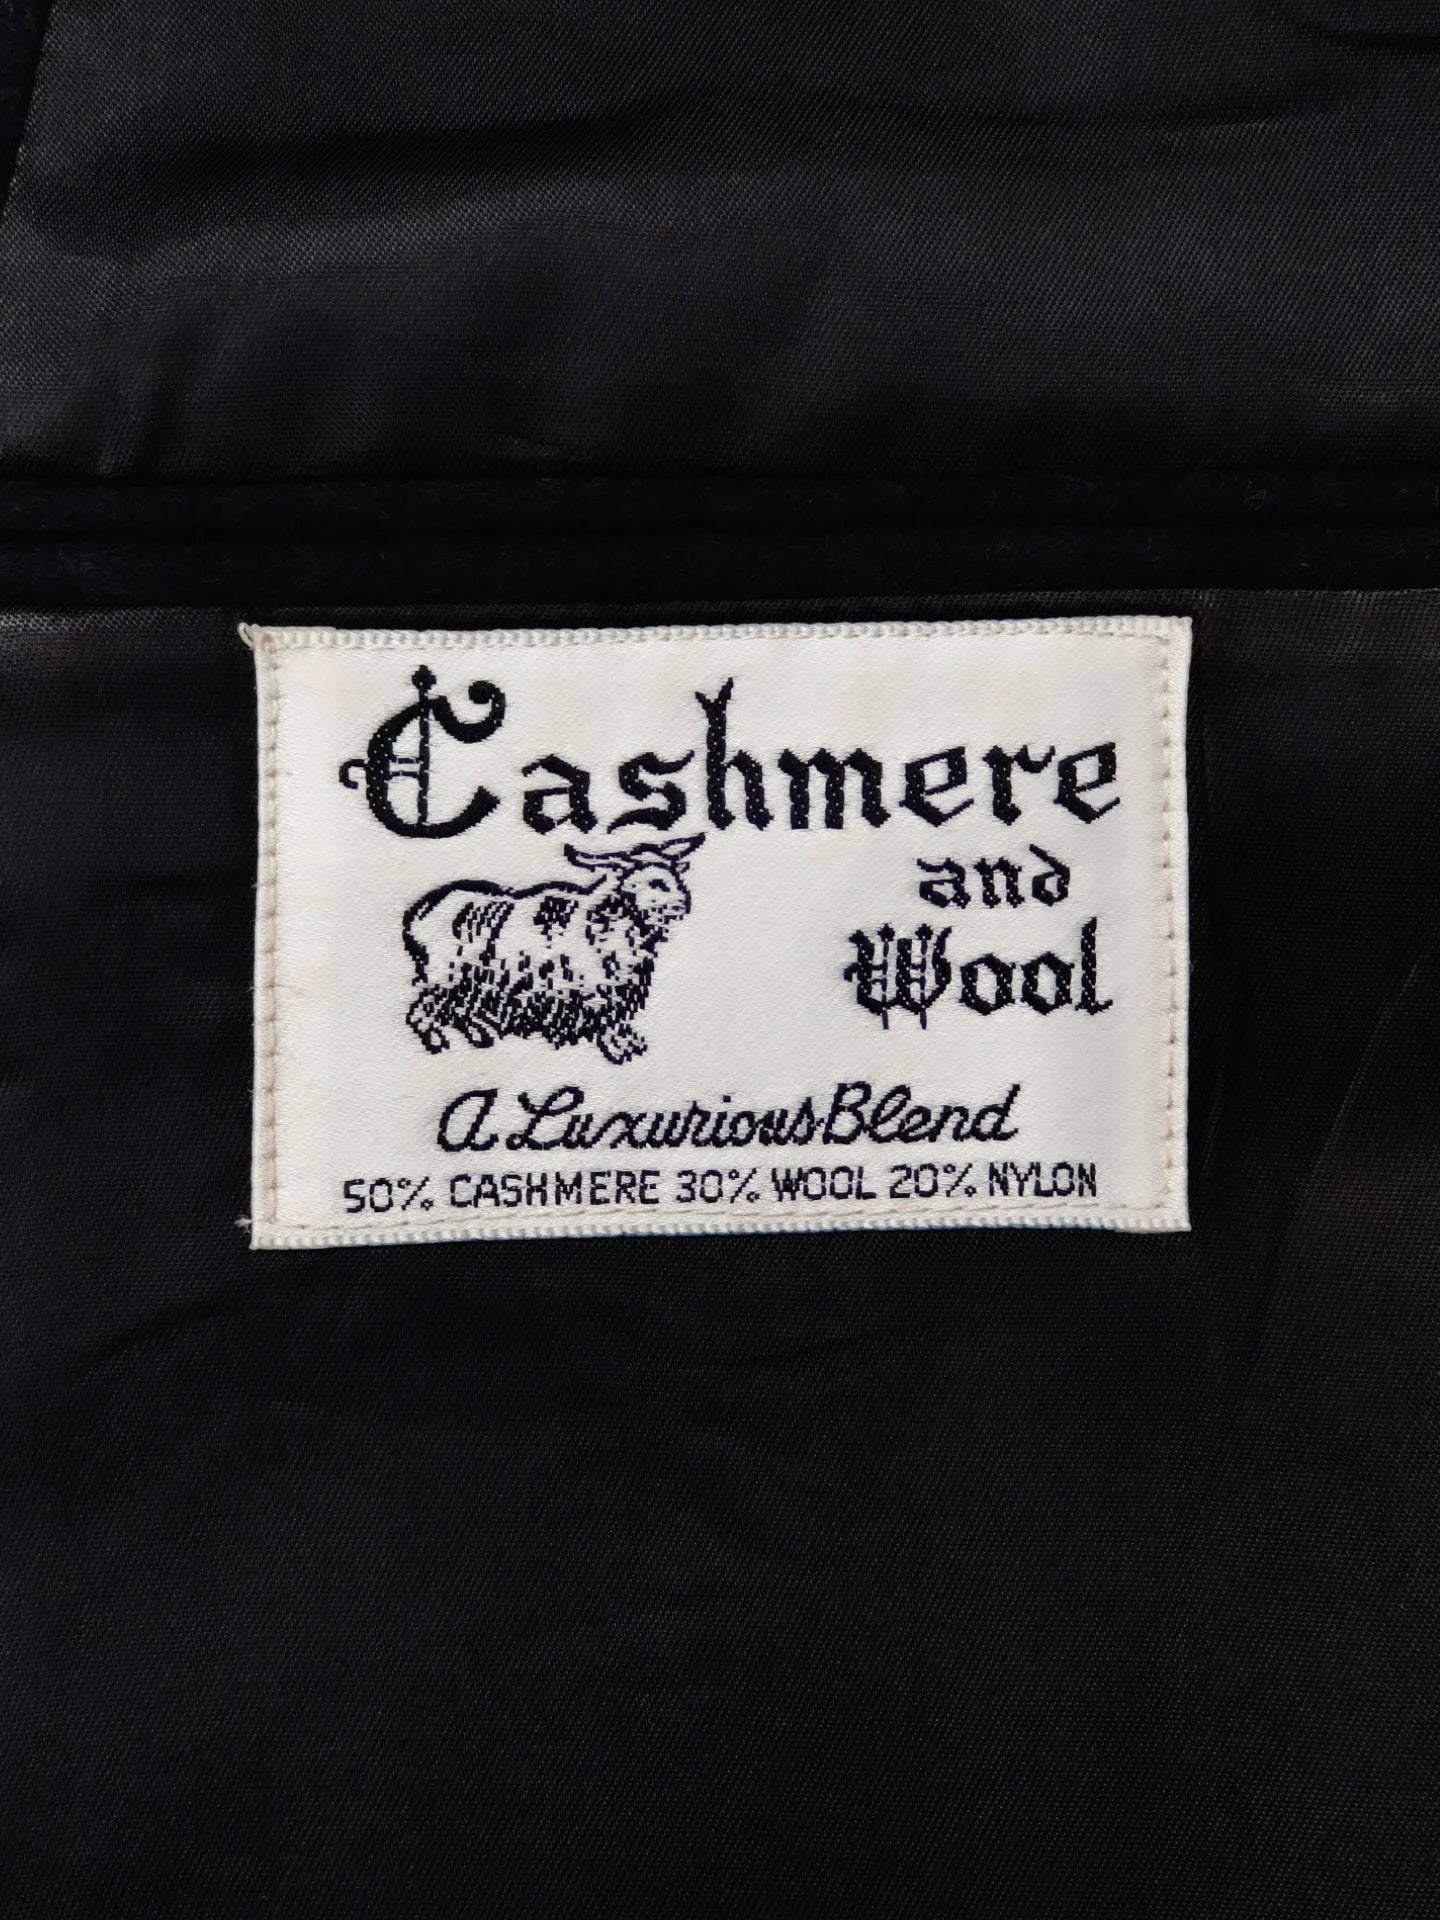 Cashmere
and
Wool
A Luxurious Blend
50% CASHMERE 30% WOOL 20% NYLON